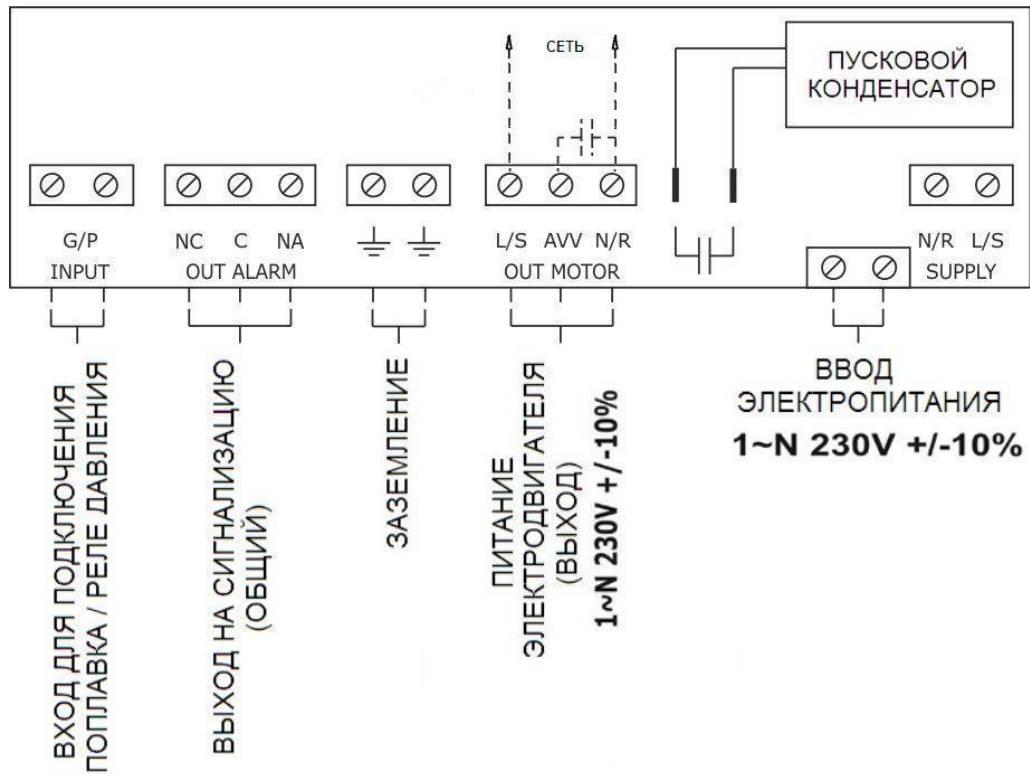 СЕТЬ
ПУСКОВОЙ
КОНДЕНСАТОР
G/P
INPUT
NC C NA
OUT ALARM
L/S AVV N/R
OUT MOTOR
N/R L/S
SUPPLY
ВХОД ДЛЯ ПОДКЛЮЧЕНИЯ
ПОПЛАВКА / РЕЛЕ ДАВЛЕНИЯ
ВЫХОД НА СИГНАЛИЗАЦИЮ
(ОБЩИЙ)
ЗАЗЕМЛЕНИЕ
ПИТАНИЕ
ЭЛЕКТРОДВИГАТЕЛЯ
(ВЫХОД)
1~N 230V +/-10%
ВВОД
ЭЛЕКТРОПИТАНИЯ
1~N 230V +/-10%